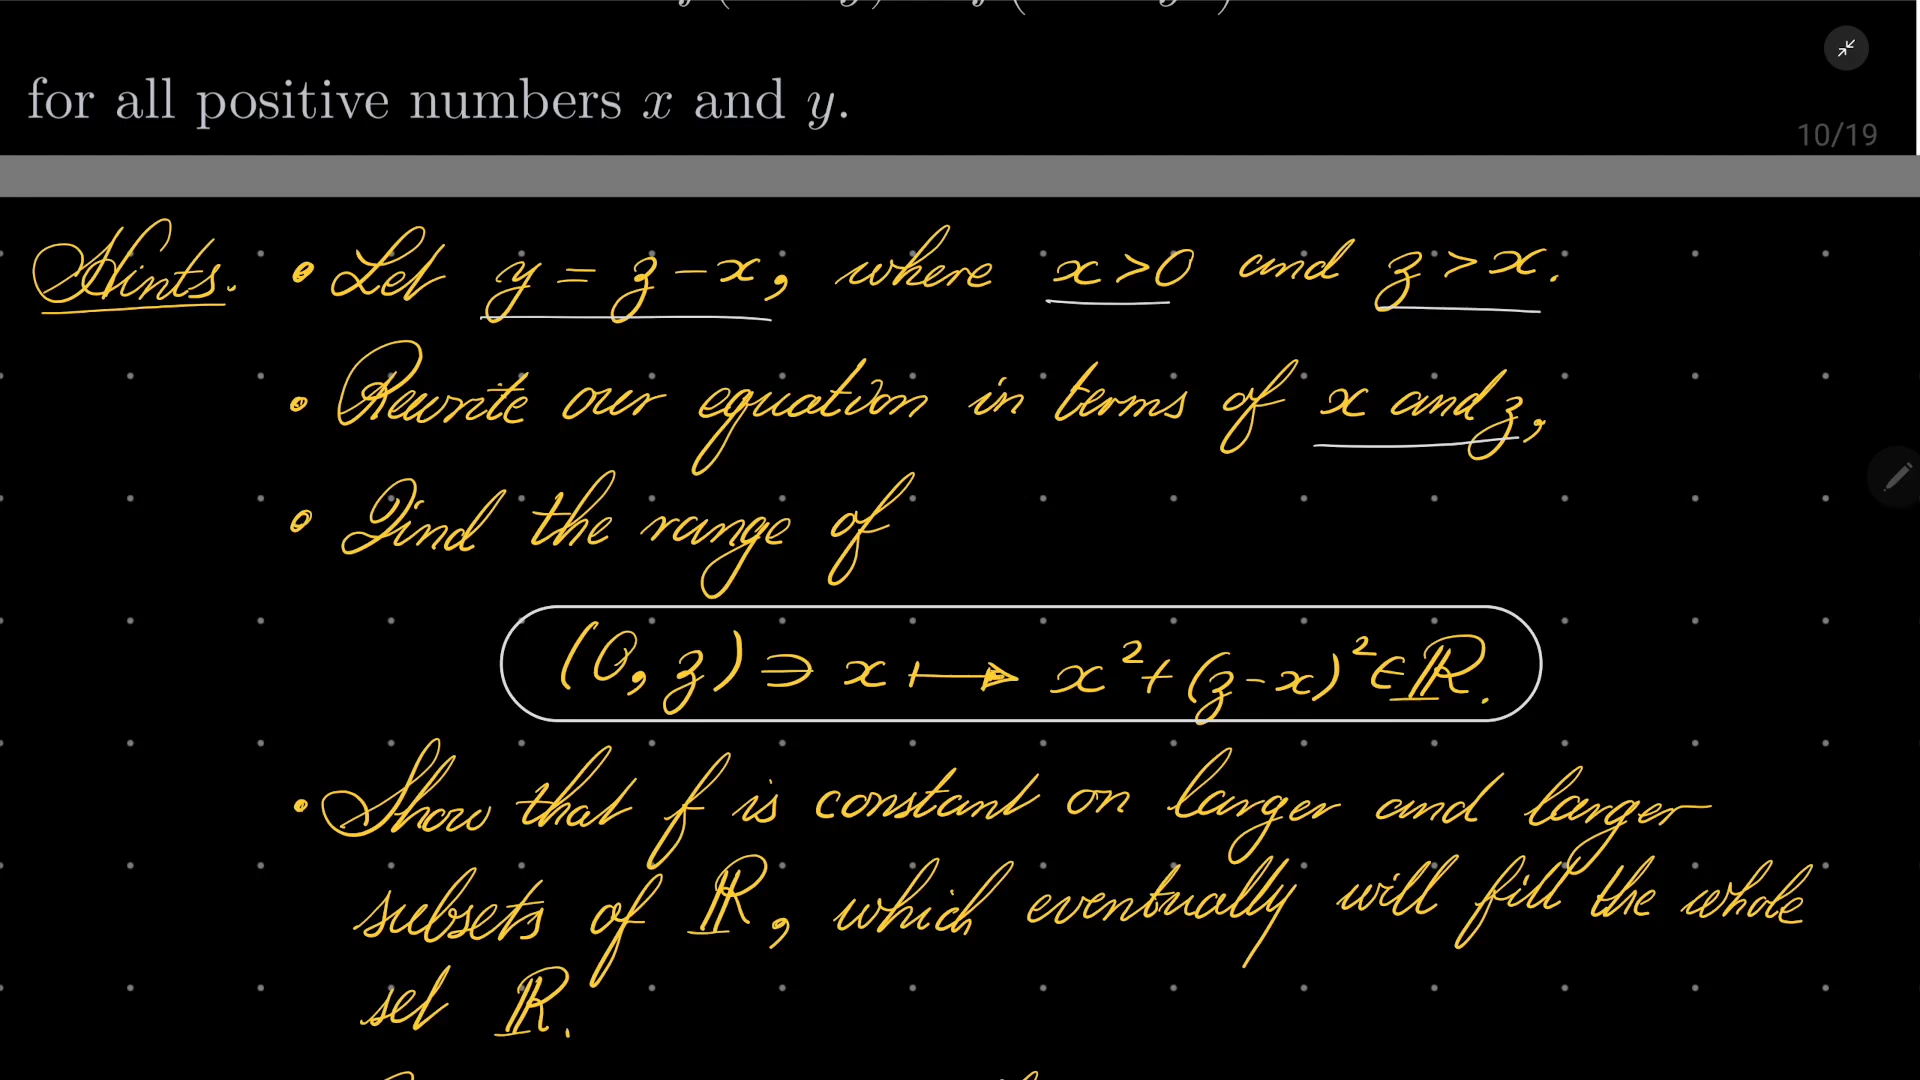 for all positive numbers x and y.
10/19
Hints. • Let y = z − x, where x > 0 and z > x.
• Rewrite our equation in terms of x and z,
• Find the range of
(0, z) ∋ x ↦ x² + (z − x)² ∈ ℝ.
• Show that f is constant on larger and larger
subsets of ℝ, which eventually will fill the whole
set ℝ.